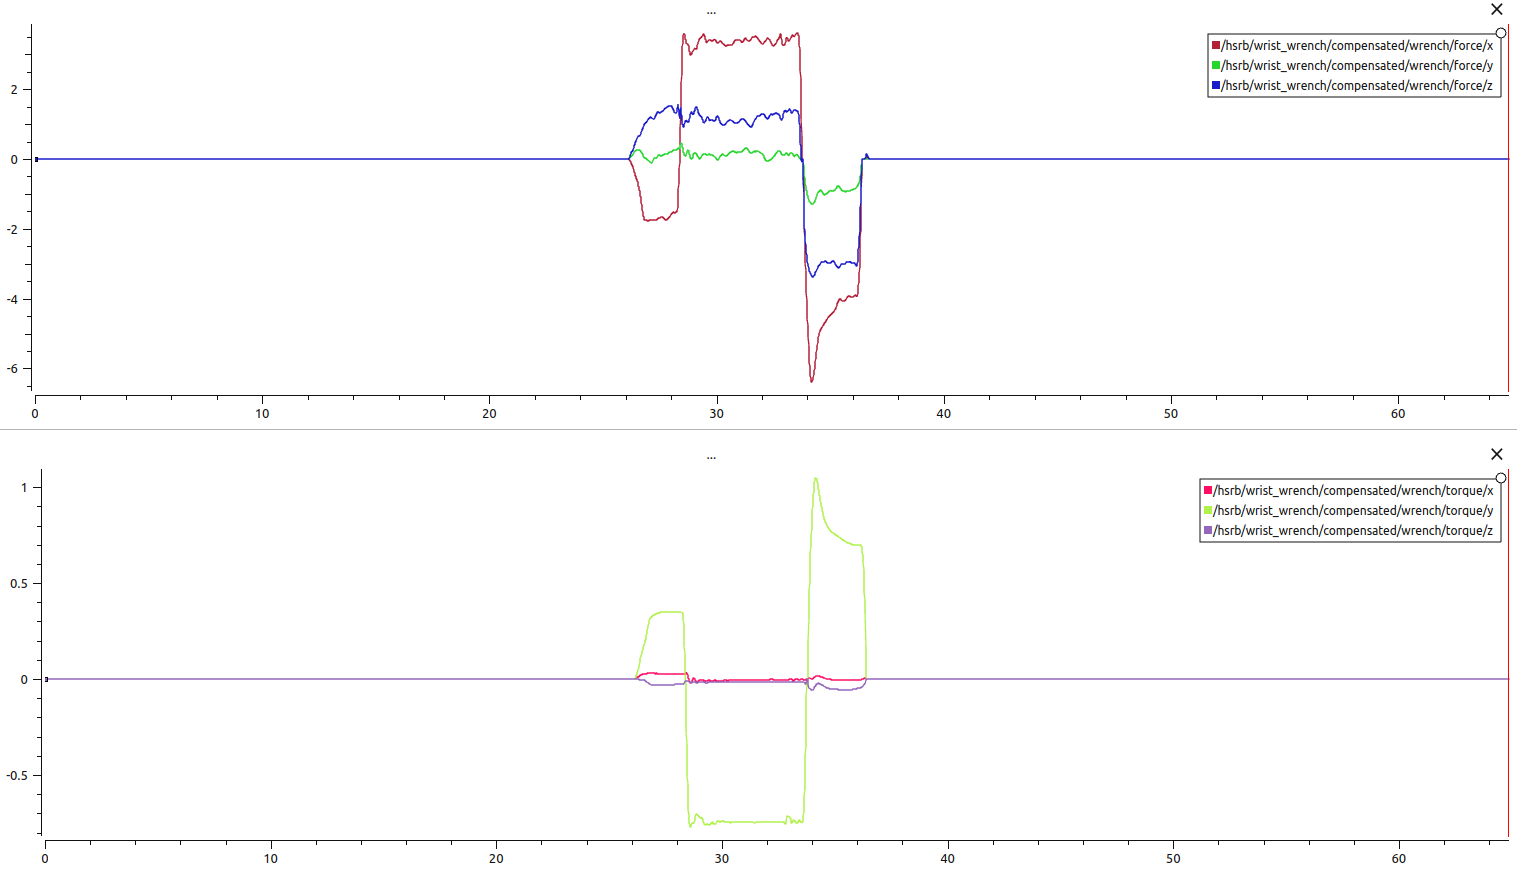 ...
/hsrb/wrist_wrench/compensated/wrench/force/x
/hsrb/wrist_wrench/compensated/wrench/force/y
/hsrb/wrist_wrench/compensated/wrench/force/z
2
0
-2
-4
-6
0 10 20 30 40 50 60
...
/hsrb/wrist_wrench/compensated/wrench/torque/x
/hsrb/wrist_wrench/compensated/wrench/torque/y
/hsrb/wrist_wrench/compensated/wrench/torque/z
1
0.5
0
-0.5
0 10 20 30 40 50 60